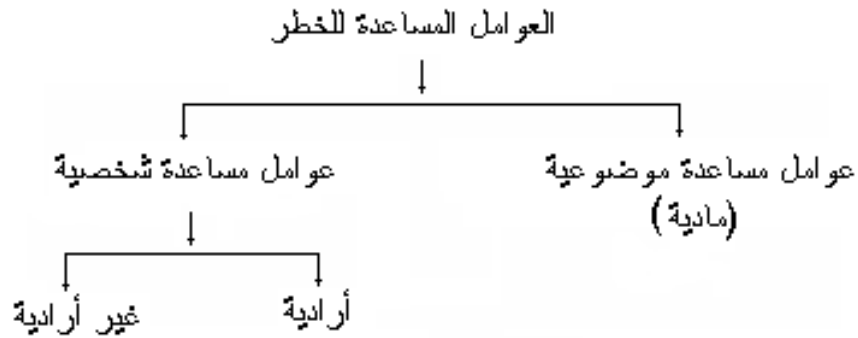 العوامل المساعدة للخطر
عوامل مساعدة موضوعية
(مادية)
عوامل مساعدة شخصية
أرادية
غير أرادية